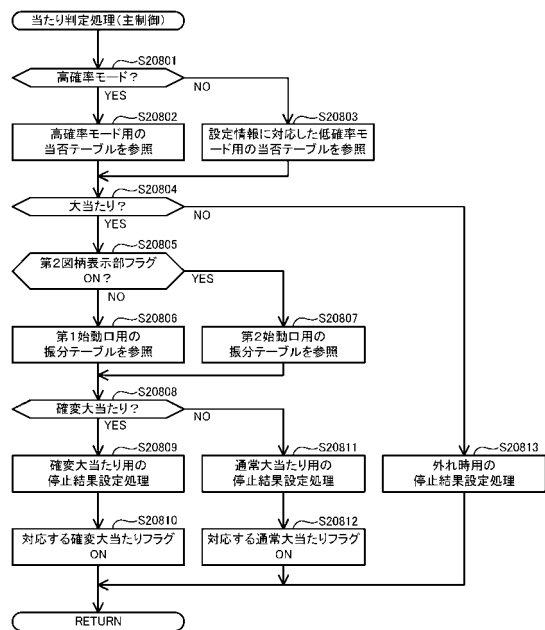 当たり判定処理(主制御)
S20801
高確率モード?
YES
NO
S20802
高確率モード用の
当否テーブルを参照
S20803
設定情報に対応した低確率モ
ード用の当否テーブルを参照
S20804
大当たり?
YES
NO
S20805
第2図柄表示部フラグ
ON?
NO
YES
S20806
第1始動口用の
振分テーブルを参照
S20807
第2始動口用の
振分テーブルを参照
S20808
確変大当たり?
YES
NO
S20809
確変大当たり用の
停止結果設定処理
S20811
通常大当たり用の
停止結果設定処理
S20813
外れ時用の
停止結果設定処理
S20810
対応する確変大当たりフラグ
ON
S20812
対応する通常大当たりフラグ
ON
RETURN